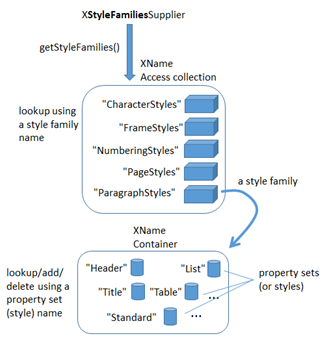 XStyleFamiliesSupplier
getStyleFamilies()
XName
Access collection
lookup using
a style family
name
"CharacterStyles"
"FrameStyles"
"NumberingStyles"
"PageStyles"
"ParagraphStyles"
a style family
XName
Container
lookup/add/
delete using a
property set
(style) name
"Header"
"List"
"Title"
"Table"
...
"Standard"
...
property sets
(or styles)